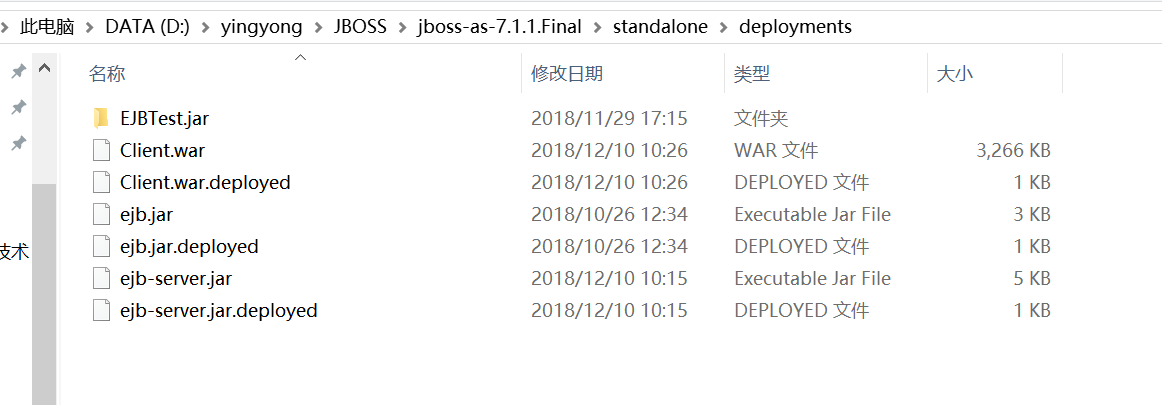 此电脑 > DATA (D:) > yingyong > JBOSS > jboss-as-7.1.1.Final > standalone > deployments
名称 修改日期 类型 大小
EJBTest.jar 2018/11/29 17:15 文件夹
Client.war 2018/12/10 10:26 WAR 文件 3,266 KB
Client.war.deployed 2018/12/10 10:26 DEPLOYED 文件 1 KB
ejb.jar 2018/10/26 12:34 Executable Jar File 3 KB
ejb.jar.deployed 2018/10/26 12:34 DEPLOYED 文件 1 KB
技术
ejb-server.jar 2018/12/10 10:15 Executable Jar File 5 KB
ejb-server.jar.deployed 2018/12/10 10:15 DEPLOYED 文件 1 KB